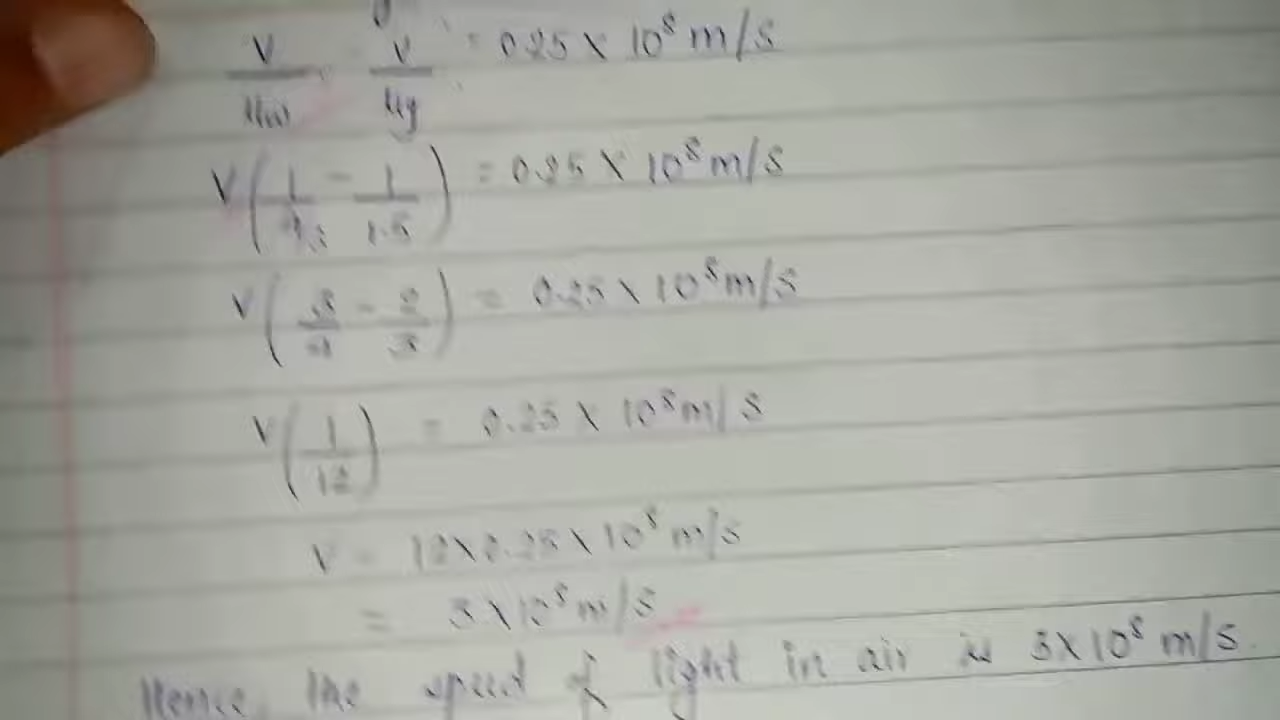 v/μw - v/μg = 0.25 × 10⁸ m/s
v(1/4/3 - 1/1.5) = 0.25 × 10⁸ m/s
v(3/4 - 2/3) = 0.25 × 10⁸ m/s
v(1/12) = 0.25 × 10⁸ m/s
v = 12 × 0.25 × 10⁸ m/s
= 3 × 10⁸ m/s
Hence, the speed of light in air is 3 × 10⁸ m/s.